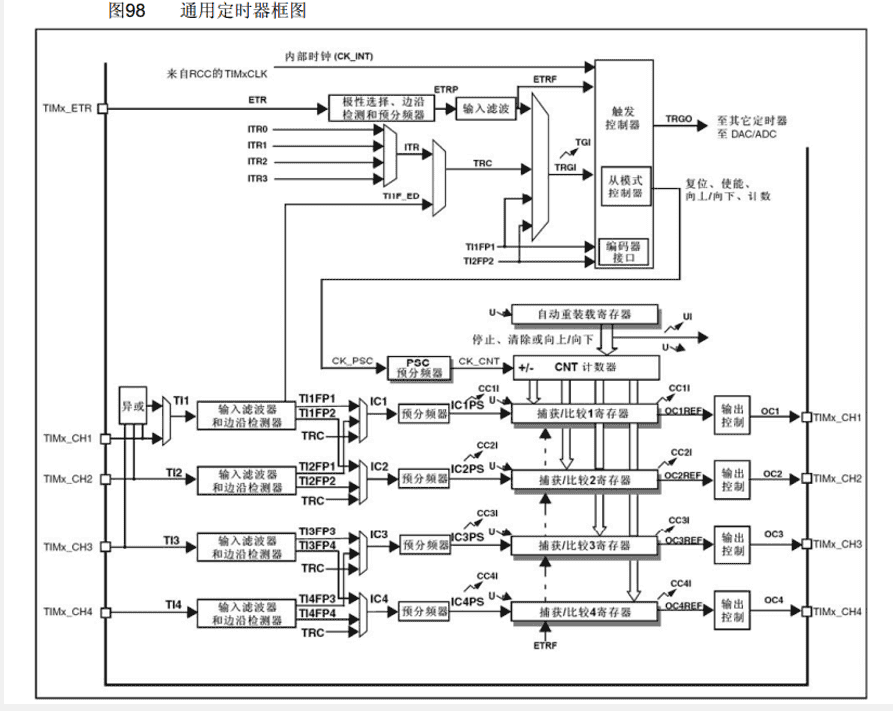 图98 通用定时器框图
内部时钟 (CK_INT)
来自RCC的TIMxCLK
TIMx_ETR
ETR
极性选择、边沿
检测和预分频器
ETRP
输入滤波
ETRF
触发
控制器
TRGO
至其它定时器
至 DAC/ADC
ITR0
ITR1
ITR2
ITR3
ITR
TRC
TI1F_ED
TGI
TRGI
从模式
控制器
复位、使能、
向上/向下、计数
TI1FP1
TI2FP2
编码器
接口
U
自动重装载寄存器
UI
停止、清除或向上/向下
U
CK_PSC
PSC
预分频器
CK_CNT
+/-
CNT 计数器
异或
TI1
输入滤波器
和边沿检测器
TI1FP1
TI1FP2
TRC
IC1
预分频器
IC1PS
CC1I
U
捕获/比较1寄存器
CC1I
OC1REF
输出
控制
OC1
TIMx_CH1
TIMx_CH1
TIMx_CH2
TI2
输入滤波器
和边沿检测器
TI2FP1
TI2FP2
TRC
IC2
预分频器
IC2PS
CC2I
U
捕获/比较2寄存器
CC2I
OC2REF
输出
控制
OC2
TIMx_CH2
TIMx_CH3
TI3
输入滤波器
和边沿检测器
TI3FP3
TI3FP4
TRC
IC3
预分频器
IC3PS
CC3I
U
捕获/比较3寄存器
CC3I
OC3REF
输出
控制
OC3
TIMx_CH3
TIMx_CH4
TI4
输入滤波器
和边沿检测器
TI4FP3
TI4FP4
TRC
IC4
预分频器
IC4PS
CC4I
U
捕获/比较4寄存器
CC4I
OC4REF
输出
控制
OC4
TIMx_CH4
ETRF